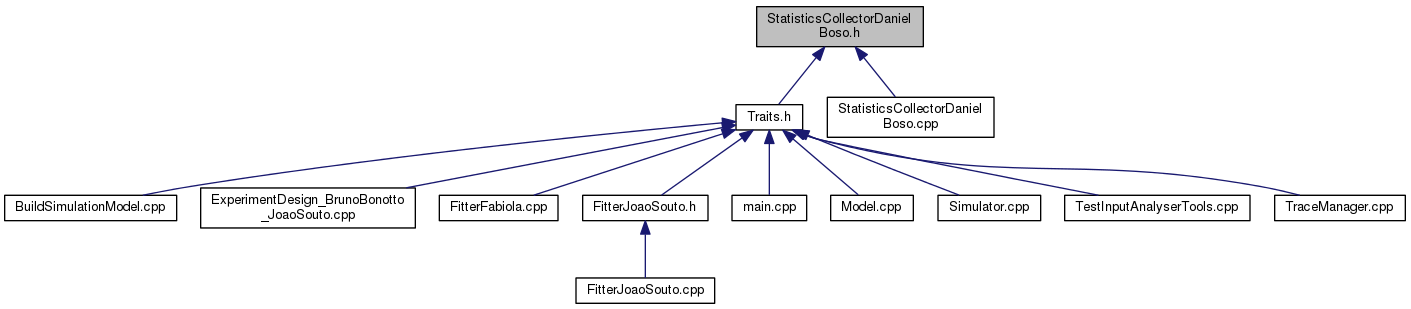 StatisticsCollectorDaniel
Boso.h
Traits.h
StatisticsCollectorDaniel
Boso.cpp
BuildSimulationModel.cpp
ExperimentDesign_BrunoBonotto
_JoaoSouto.cpp
FitterFabiola.cpp
FitterJoaoSouto.h
main.cpp
Model.cpp
Simulator.cpp
TestInputAnalyserTools.cpp
TraceManager.cpp
FitterJoaoSouto.cpp